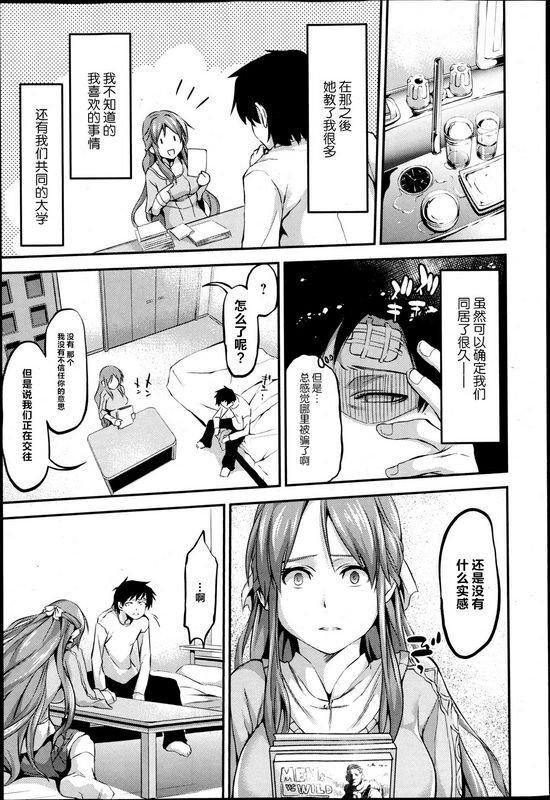 在那之後
她教了我很多
我不知道的
我喜欢的事情
还有我们共同的大学
虽然可以确定我们
同居了很久——
但是…
总感觉哪里被骗了啊
？
怎么了呢？
没有 那个
我没有不信任你的意思
但是说我们正在交往
还是没有
什么实感
…啊
MEN
VS WILD